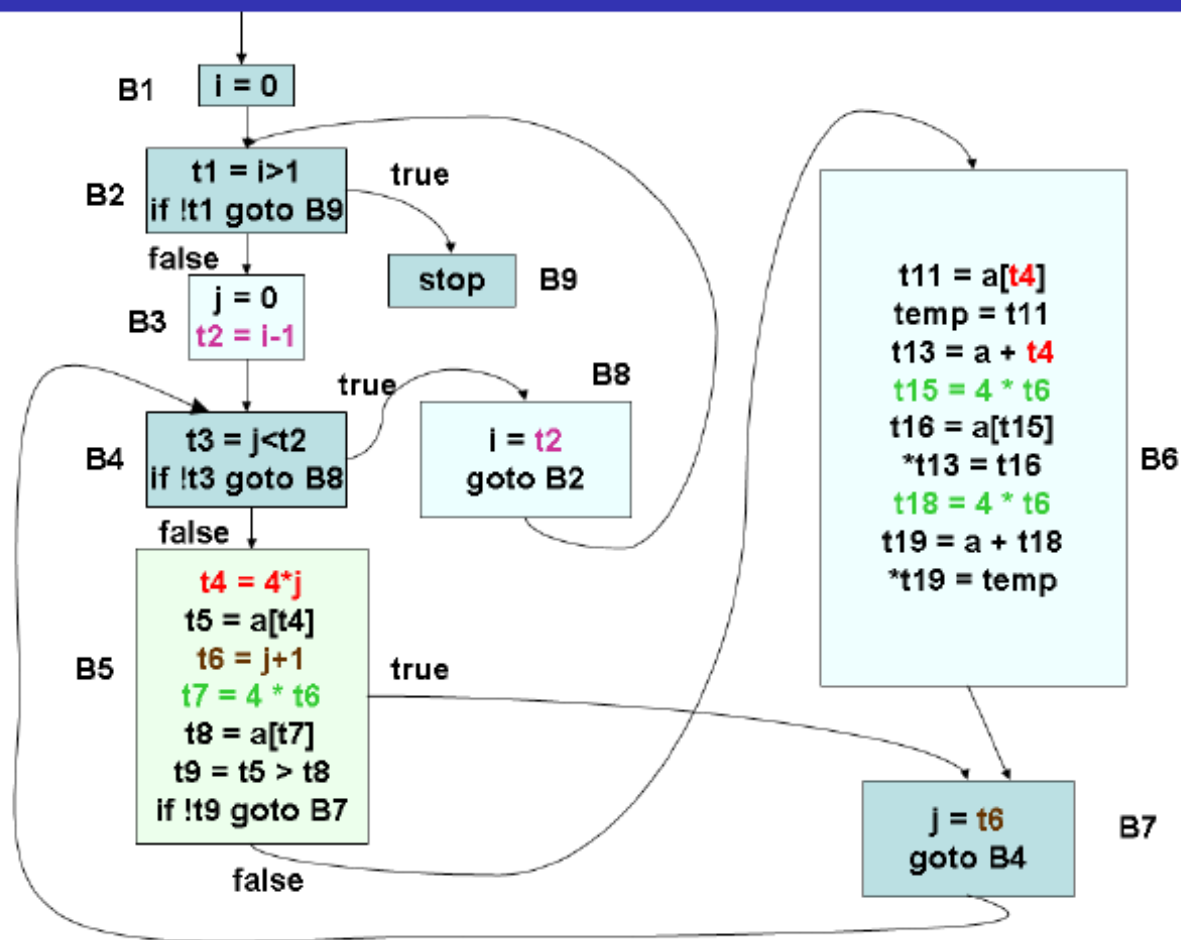 B1
i = 0
B2
t1 = i>1
if !t1 goto B9
true
false
stop
B9
B3
j = 0
t2 = i-1
true
B8
B4
t3 = j<t2
if !t3 goto B8
i = t2
goto B2
false
B5
t4 = 4*j
t5 = a[t4]
t6 = j+1
t7 = 4 * t6
t8 = a[t7]
t9 = t5 > t8
if !t9 goto B7
true
false
t11 = a[t4]
temp = t11
t13 = a + t4
t15 = 4 * t6
t16 = a[t15]
*t13 = t16
t18 = 4 * t6
t19 = a + t18
*t19 = temp
B6
j = t6
goto B4
B7